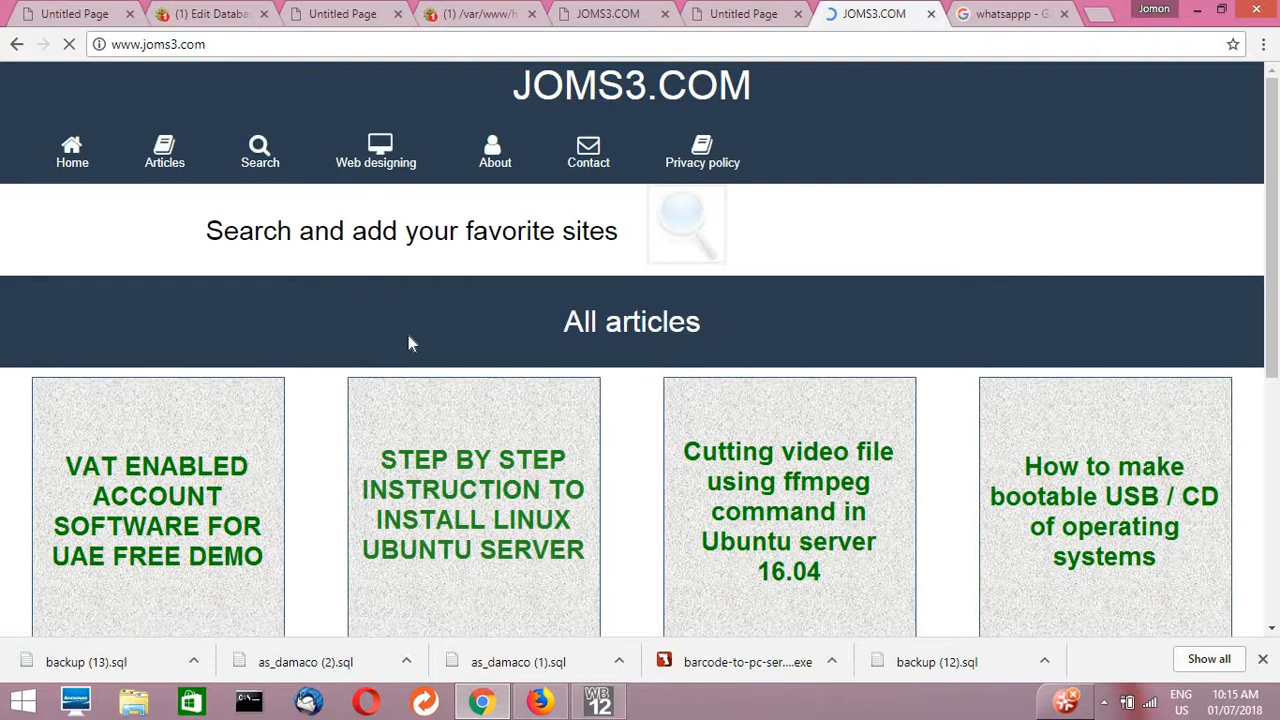 Untitled Page
(1) Edit Databa
Untitled Page
(1) /var/www/h
JOMS3.COM
Untitled Page
JOMS3.COM
whatsappp - G
Jomon
www.joms3.com
JOMS3.COM
Home
Articles
Search
Web designing
About
Contact
Privacy policy
Search and add your favorite sites
All articles
VAT ENABLED
ACCOUNT
SOFTWARE FOR
UAE FREE DEMO
STEP BY STEP
INSTRUCTION TO
INSTALL LINUX
UBUNTU SERVER
Cutting video file
using ffmpeg
command in
Ubuntu server
16.04
How to make
bootable USB / CD
of operating
systems
backup (13).sql
as_damaco (2).sql
as_damaco (1).sql
barcode-to-pc-ser....exe
backup (12).sql
Show all
WB
12
ENG
US
10:15 AM
01/07/2018